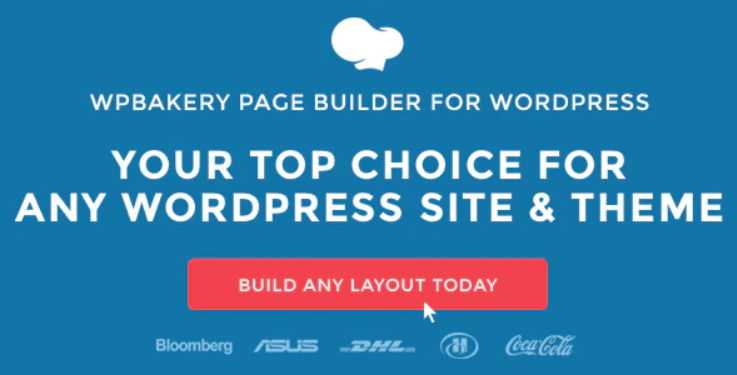 WPBAKERY PAGE BUILDER FOR WORDPRESS
YOUR TOP CHOICE FOR
ANY WORDPRESS SITE & THEME
BUILD ANY LAYOUT TODAY
Bloomberg ASUS DHL H Coca-Cola